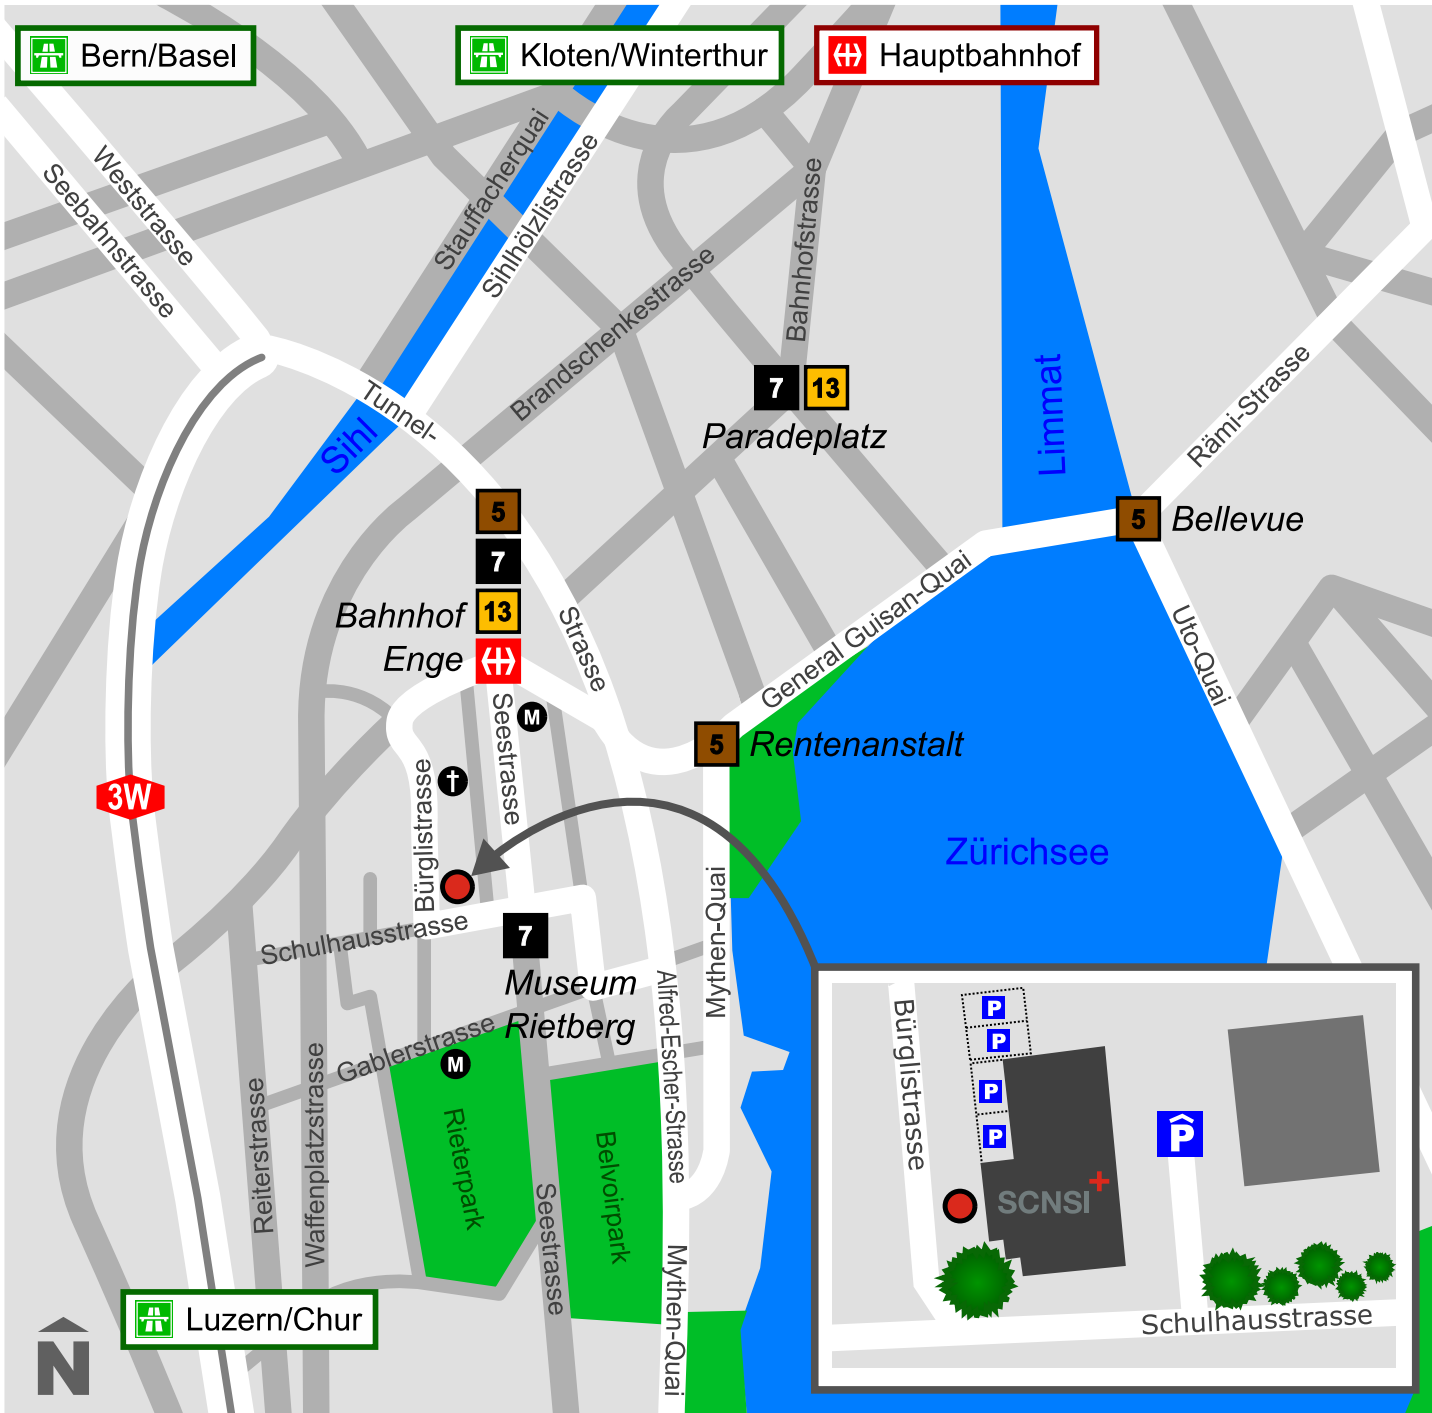 Bern/Basel
Kloten/Winterthur
Hauptbahnhof
Weststrasse
Seebahnstrasse
Stauffacherquai
Sihlhölzlistrasse
Bahnhofstrasse
Brandschenkestrasse
7
13
Paradeplatz
Limmat
Rämi-Strasse
Tunnel-
Sihl
5
Bellevue
5
7
13
Bahnhof
Enge
Strasse
General Guisan-Quai
Uto-Quai
Seestrasse
M
5
Rentenanstalt
3W
Bürglistrasse
Zürichsee
Schulhausstrasse
7
Museum
Rietberg
Mythen-Quai
Alfred-Escher-Strasse
Gablerstrasse
M
Reiterstrasse
Waffenplatzstrasse
Rieterpark
Belvoirpark
Seestrasse
Mythen-Quai
Luzern/Chur
N
Bürglistrasse
P
P
P
P
P
SCNSI
Schulhausstrasse